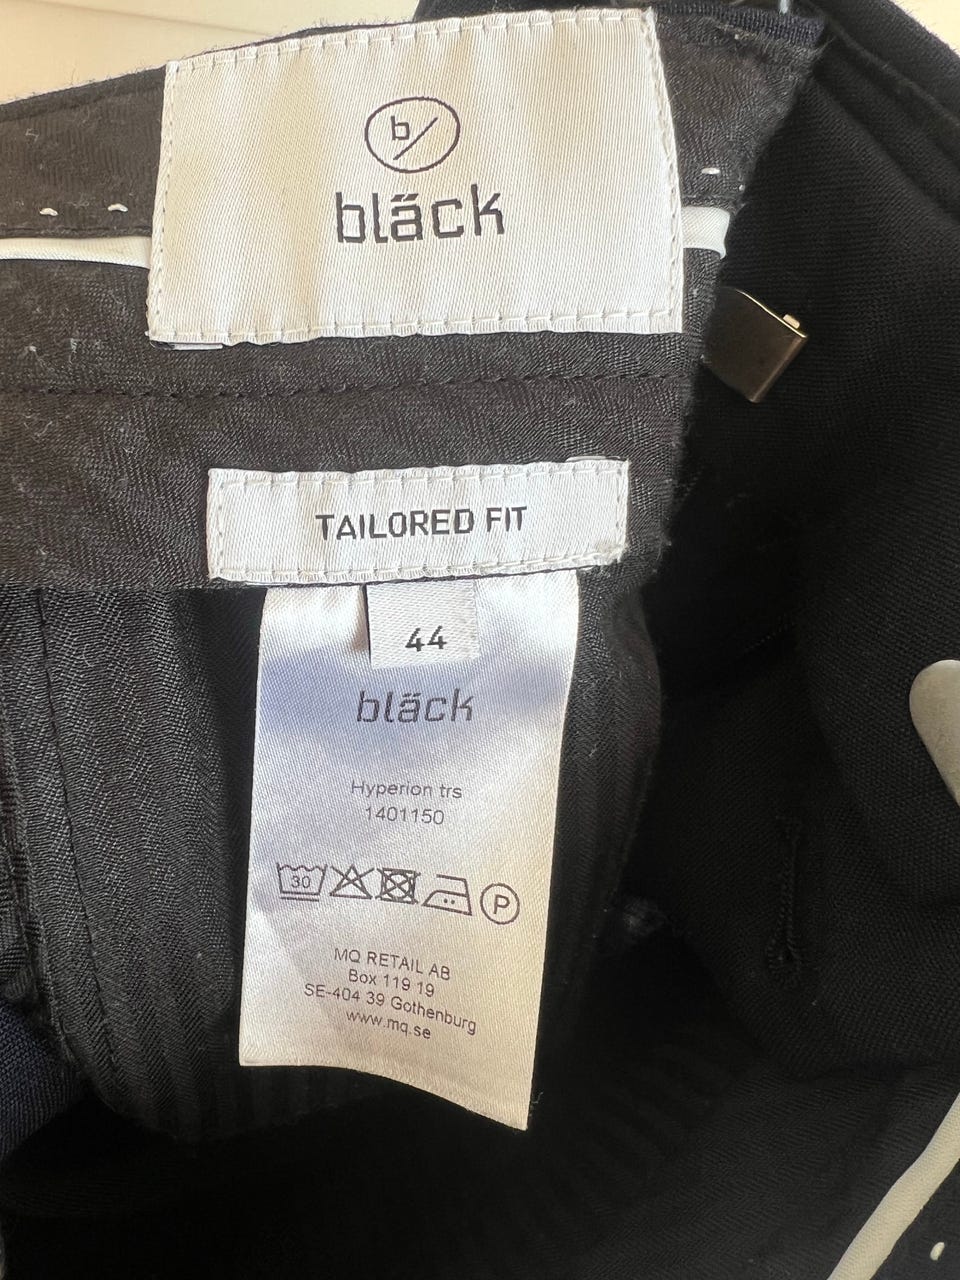 b/
bläck
TAILORED FIT
44
bläck
Hyperion trs
1401150
30
P
MQ RETAIL AB
Box 119 19
SE-404 39 Gothenburg
www.mq.se